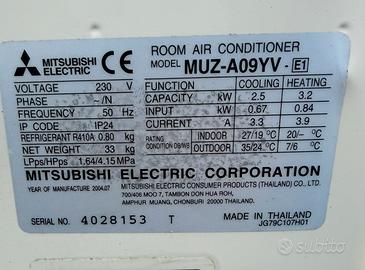 MITSUBISHI ELECTRIC
CE
ROOM AIR CONDITIONER
MODEL MUZ-A09YV - E1
VOLTAGE 230 V
PHASE ~/N
FREQUENCY 50 Hz
IP CODE IP24
REFRIGERANT R410A 0.80 kg
NET WEIGHT 33 kg
LPps/HPps 1,64/4.15 MPa
FUNCTION COOLING HEATING
CAPACITY kW 2.5 3.2
INPUT kW 0.67 0.84
CURRENT A 3.3 3.9
RATING CONDITION DB/WB INDOOR 27/19 °C 20/– °C
OUTDOOR 35/24 °C 7/6 °C
MITSUBISHI ELECTRIC CORPORATION
YEAR OF MANUFACTURE 2004.07
MITSUBISHI ELECTRIC CONSUMER PRODUCTS (THAILAND) CO., LTD.
700/406 MOO 7, TAMBON DON HUA ROH,
AMPHUR MUANG, CHONBURI 20000 THAILAND.
SERIAL NO. 4028153 T
MADE IN THAILAND
JG79C107H01
subito